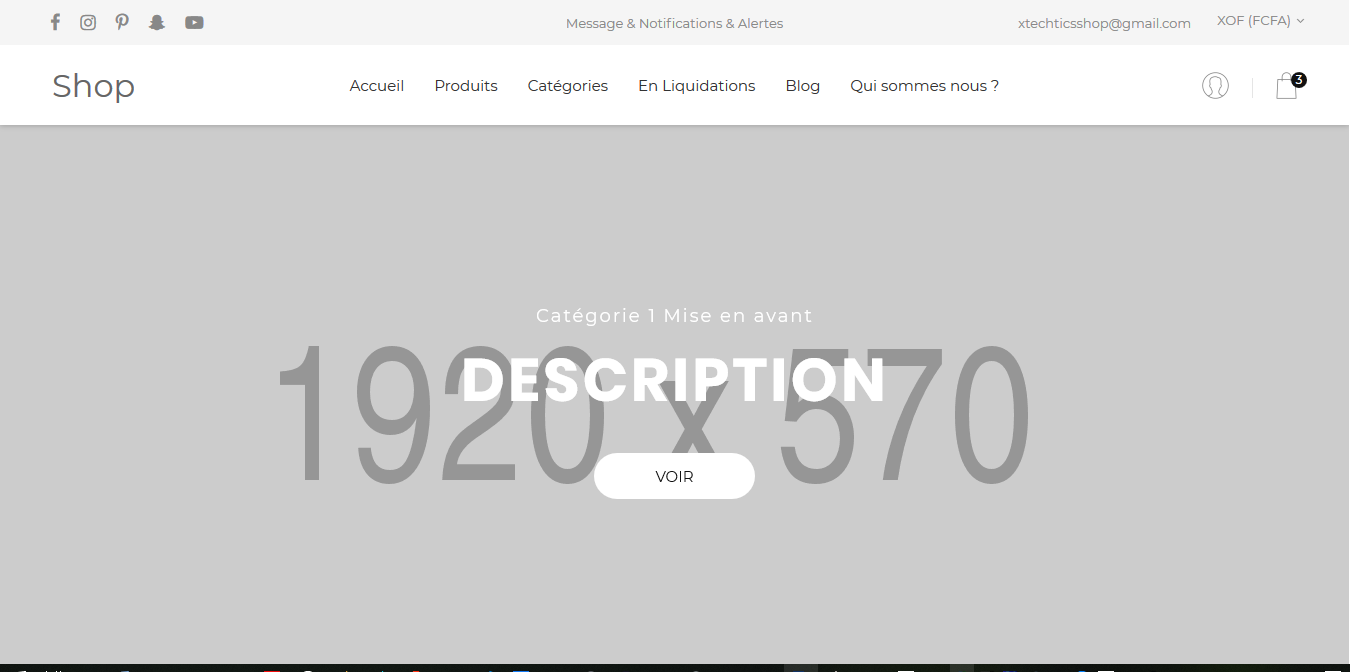 Message & Notifications & Alertes
xtechticsshop@gmail.com
XOF (FCFA)
Shop
Accueil
Produits
Catégories
En Liquidations
Blog
Qui sommes nous ?
3
Catégorie 1 Mise en avant
DESCRIPTION
1920 x 570
VOIR